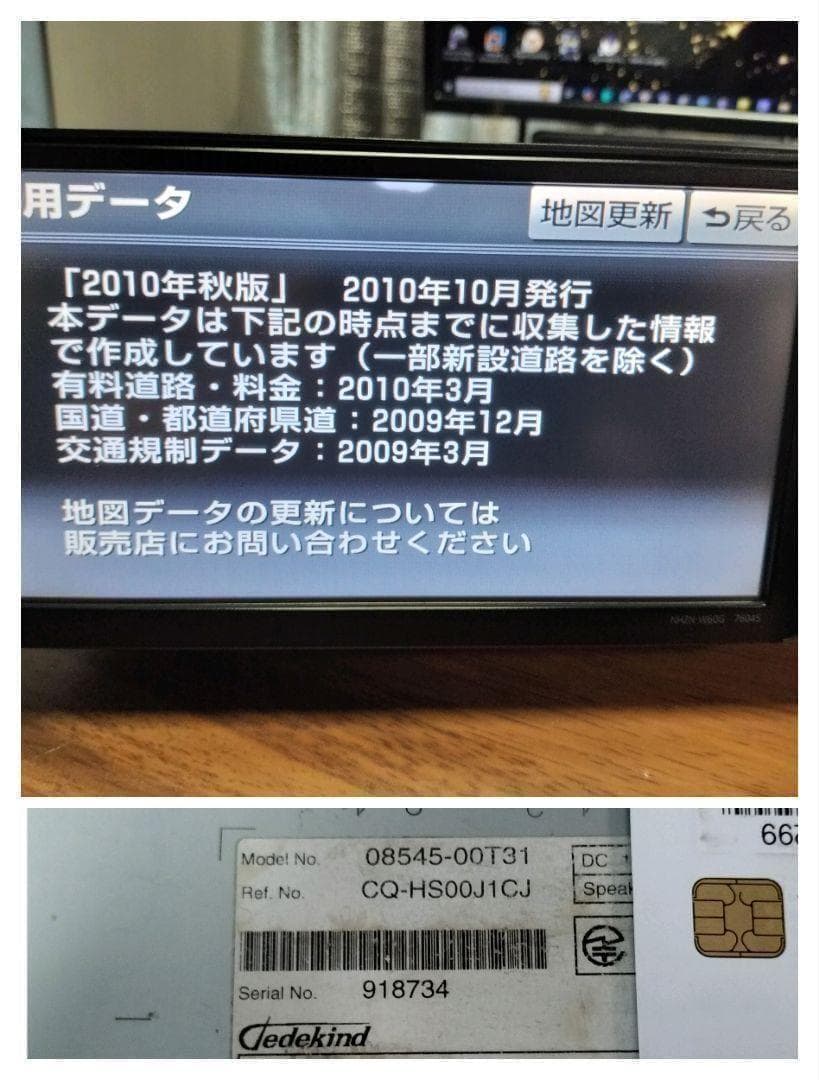 用データ
地図更新
戻る
「2010年秋版」 2010年10月発行
本データは下記の時点までに収集した情報
で作成しています（一部新設道路を除く）
有料道路・料金：2010年3月
国道・都道府県道：2009年12月
交通規制データ：2009年3月
地図データの更新については
販売店にお問い合わせください
NHZN-W60G 76045
Model No. 08545-00T31
DC
Ref. No. CQ-HS00J1CJ
Speak
Serial No. 918734
Dedekind